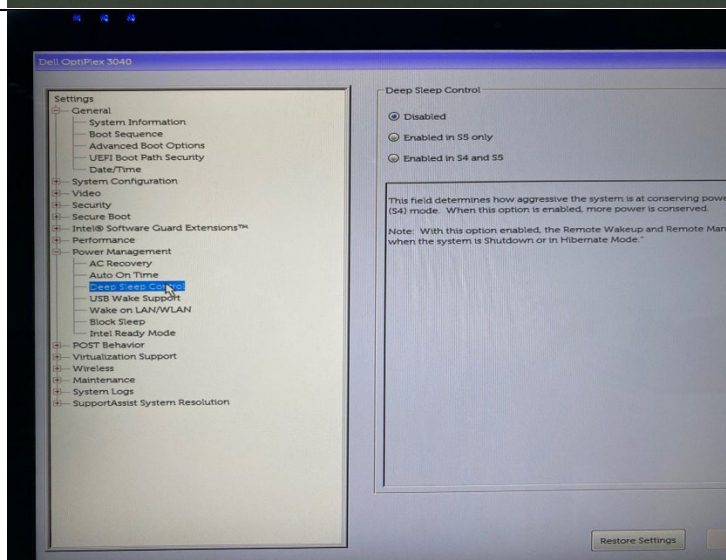 Dell OptiPlex 3040
Settings
General
System Information
Boot Sequence
Advanced Boot Options
UEFI Boot Path Security
Date/Time
System Configuration
Video
Security
Secure Boot
Intel® Software Guard Extensions™
Performance
Power Management
AC Recovery
Auto On Time
Deep Sleep Control
USB Wake Support
Wake on LAN/WLAN
Block Sleep
Intel Ready Mode
POST Behavior
Virtualization Support
Wireless
Maintenance
System Logs
SupportAssist System Resolution
Deep Sleep Control
Disabled
Enabled in S5 only
Enabled in S4 and S5
This field determines how aggressive the system is at conserving powe
(S4) mode. When this option is enabled, more power is conserved.
Note: With this option enabled, the Remote Wakeup and Remote Man
when the system is Shutdown or in Hibernate Mode."
Restore Settings